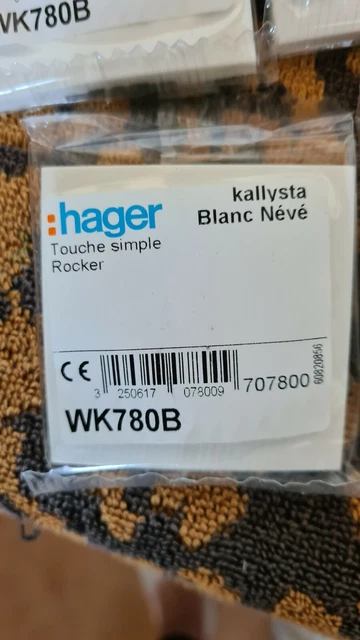 WK780B
:hager
kallysta
Blanc Névé
Touche simple
Rocker
CE
3 250617 078009
707800
60820856
WK780B